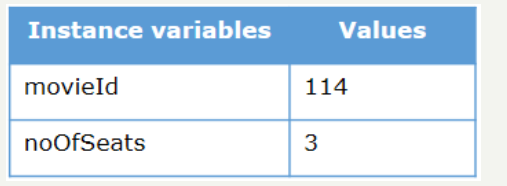 Instance variables Values
movieId 114
noOfSeats 3